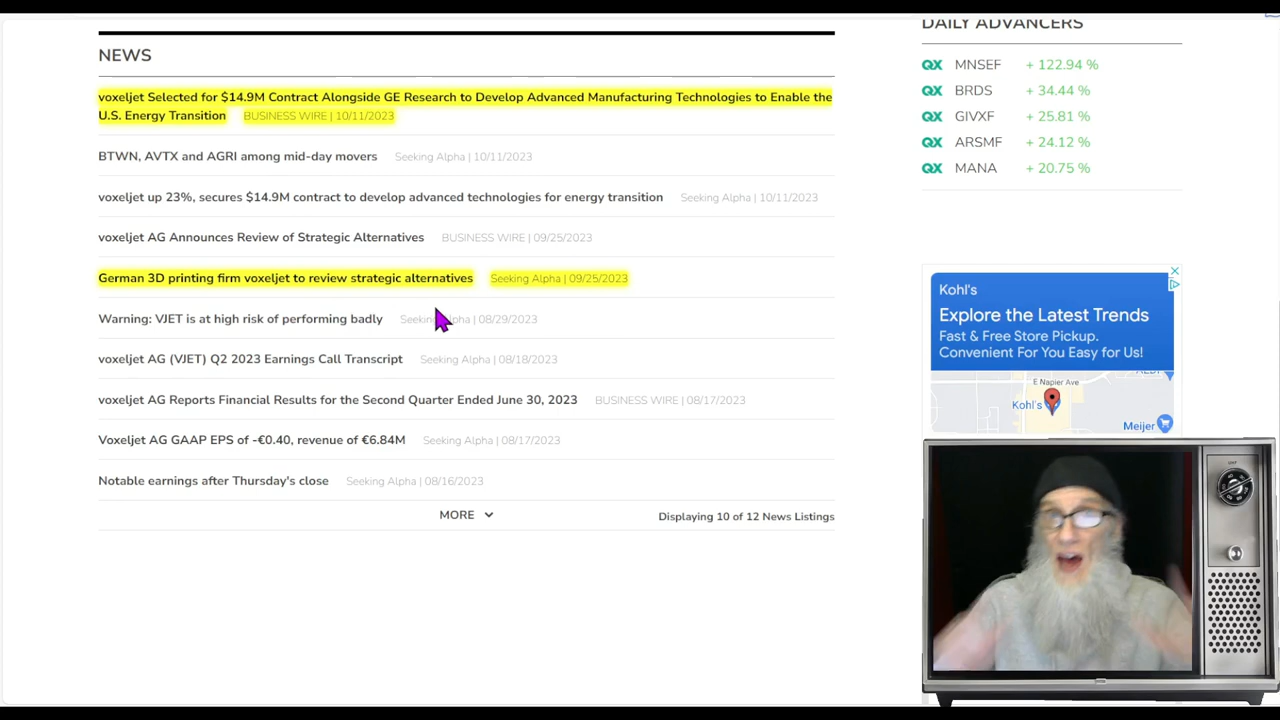 DAILY ADVANCERS
NEWS
voxeljet Selected for $14.9M Contract Alongside GE Research to Develop Advanced Manufacturing Technologies to Enable the
U.S. Energy Transition BUSINESS WIRE | 10/11/2023
BTWN, AVTX and AGRI among mid-day movers Seeking Alpha | 10/11/2023
voxeljet up 23%, secures $14.9M contract to develop advanced technologies for energy transition Seeking Alpha | 10/11/2023
voxeljet AG Announces Review of Strategic Alternatives BUSINESS WIRE | 09/25/2023
German 3D printing firm voxeljet to review strategic alternatives Seeking Alpha | 09/25/2023
Warning: VJET is at high risk of performing badly Seeking Alpha | 08/29/2023
voxeljet AG (VJET) Q2 2023 Earnings Call Transcript Seeking Alpha | 08/18/2023
voxeljet AG Reports Financial Results for the Second Quarter Ended June 30, 2023 BUSINESS WIRE | 08/17/2023
Voxeljet AG GAAP EPS of -€0.40, revenue of €6.84M Seeking Alpha | 08/17/2023
Notable earnings after Thursday's close Seeking Alpha | 08/16/2023
MORE
Displaying 10 of 12 News Listings
QX MNSEF + 122.94 %
QX BRDS + 34.44 %
QX GIVXF + 25.81 %
QX ARSMF + 24.12 %
QX MANA + 20.75 %
Kohl's
Explore the Latest Trends
Fast & Free Store Pickup.
Convenient For You Easy for Us!
E Napier Ave
Kohl's
Meijer